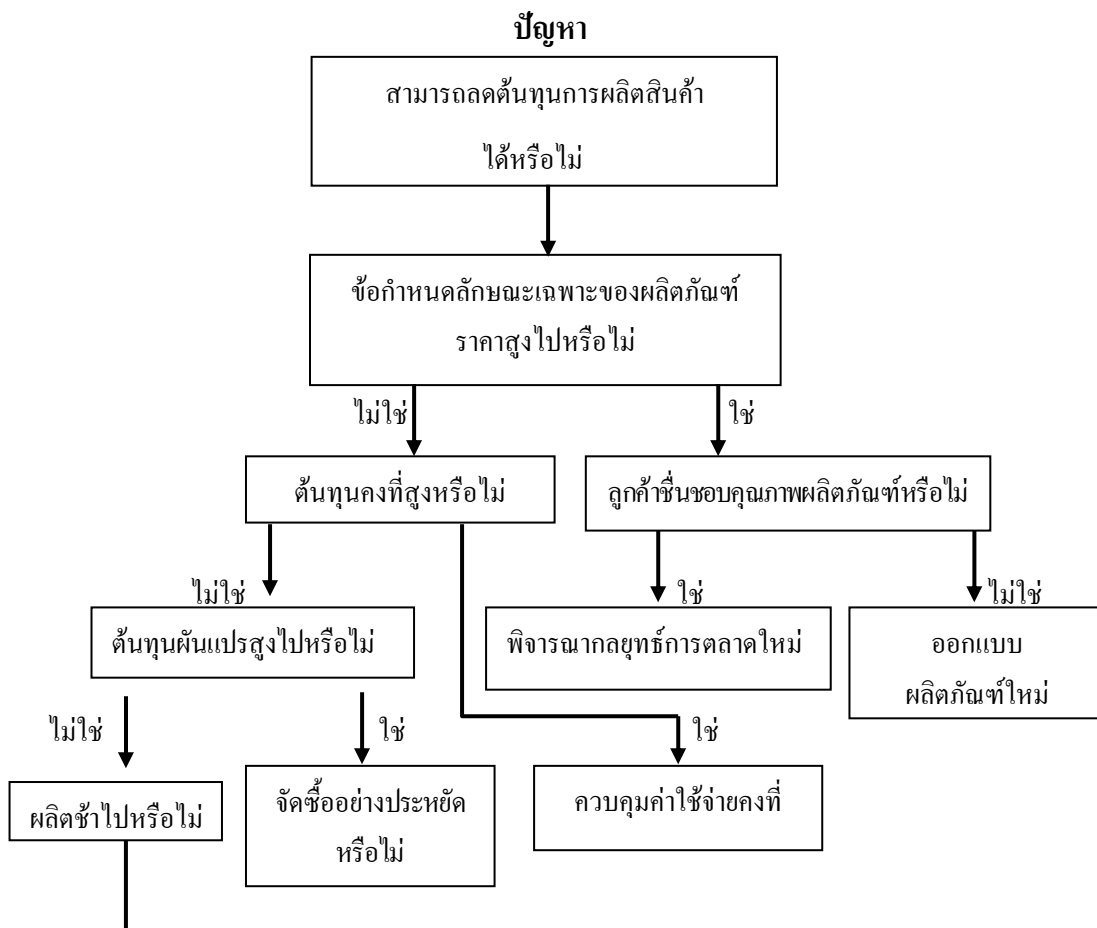 ปัญหา
สามารถลดต้นทุนการผลิตสินค้า
ได้หรือไม่
ข้อกำหนดลักษณะเฉพาะของผลิตภัณฑ์
ราคาสูงไปหรือไม่
ไม่ใช่
ใช่
ต้นทุนคงที่สูงหรือไม่
ลูกค้าชื่นชอบคุณภาพผลิตภัณฑ์หรือไม่
ไม่ใช่
ใช่
ไม่ใช่
ต้นทุนผันแปรสูงไปหรือไม่
พิจารณากลยุทธ์การตลาดใหม่
ออกแบบ
ผลิตภัณฑ์ใหม่
ไม่ใช่
ใช่
ใช่
ผลิตช้าไปหรือไม่
จัดซื้ออย่างประหยัด
หรือไม่
ควบคุมค่าใช้จ่ายคงที่